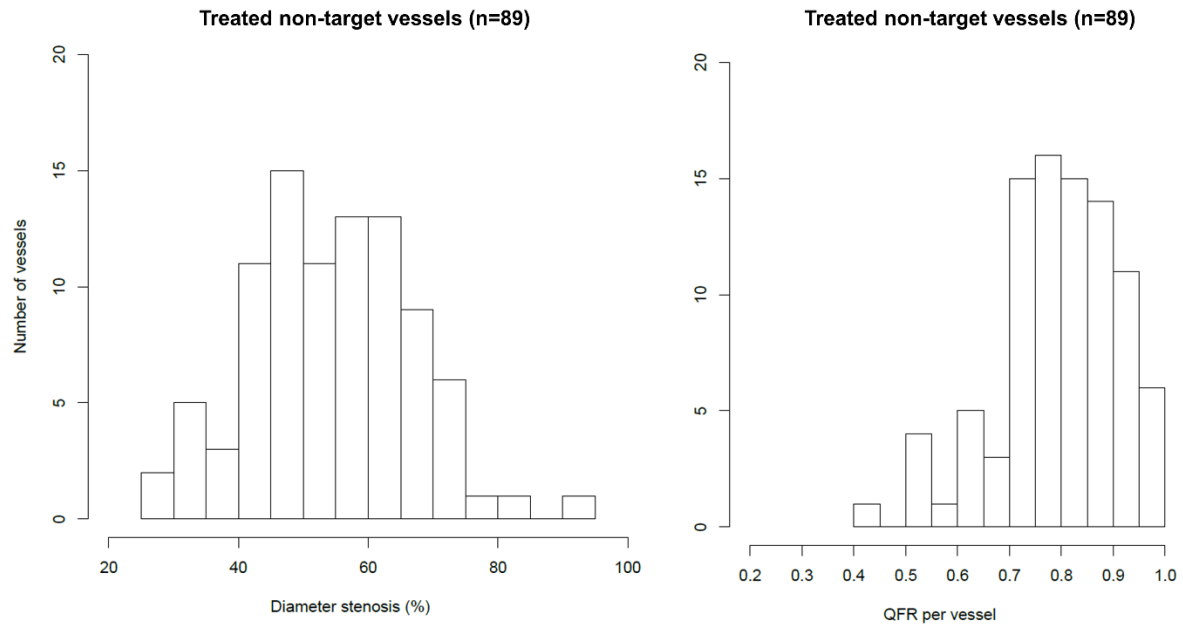 Treated non-target vessels (n=89)
20
15
10
5
0
Number of vessels
20 40 60 80 100
Diameter stenosis (%)
Treated non-target vessels (n=89)
20
15
10
5
0
0.2 0.3 0.4 0.5 0.6 0.7 0.8 0.9 1.0
QFR per vessel